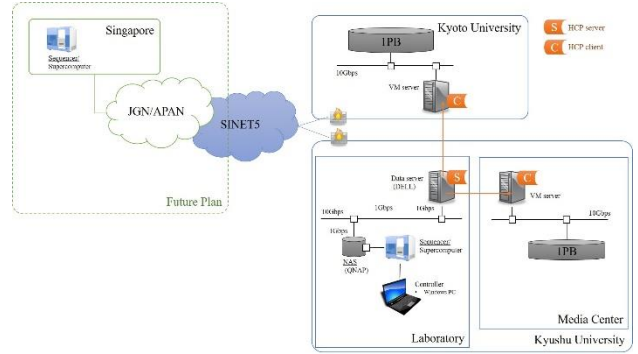 Singapore
Sequencer/
Supercomputer
JGN/APAN
SINET5
Future Plan
Kyoto University
1PB
10Gbps
VM server
C
S
HCP server
C
HCP client
Data server
(DELL)
S
C
VM server
10Gbps
1Gbps
1Gbps
10Gbps
1Gbps
NAS
(QNAP)
Sequencer/
Supercomputer
Controller
• Windows PC
1PB
Laboratory
Media Center
Kyushu University